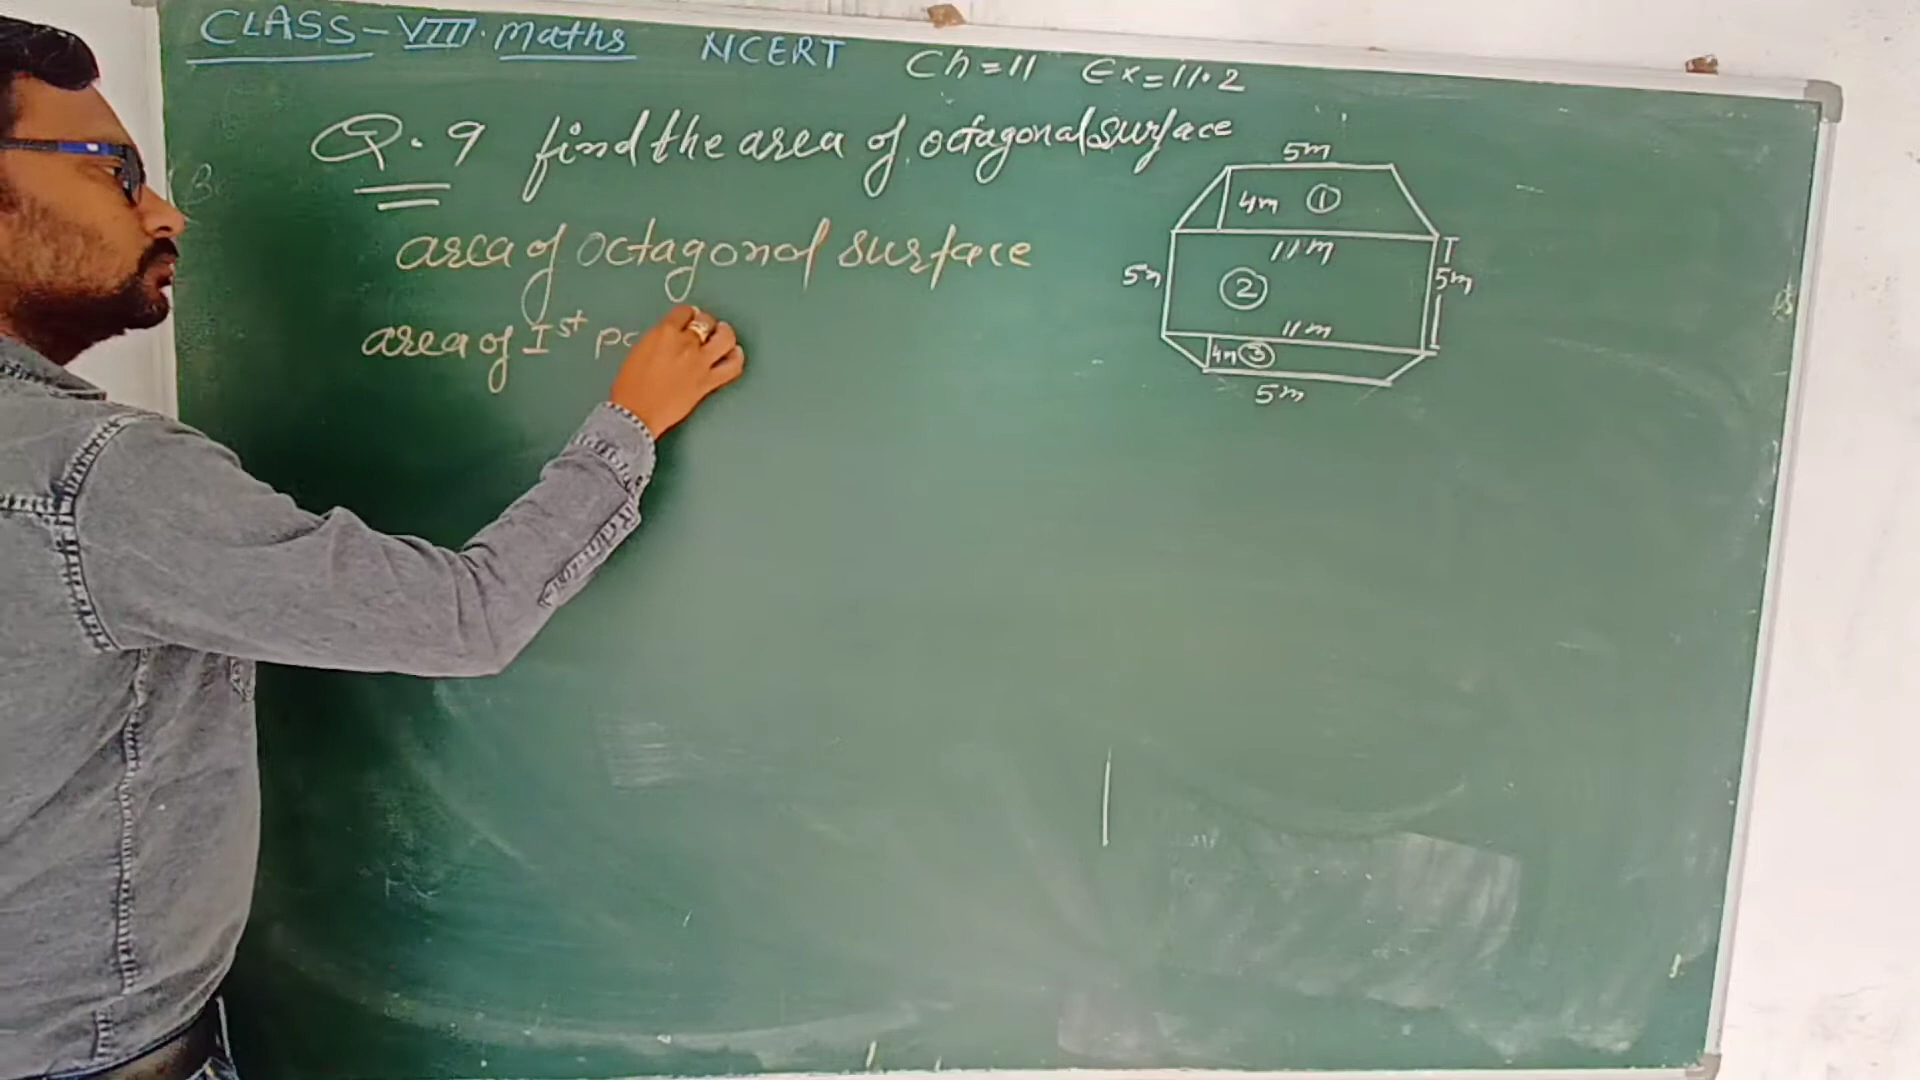 CLASS-VIII. Maths NCERT Ch=11 Ex=11.2
Q.9 find the area of octagonal surface
area of octagonal surface
area of Ist
5m
4m 1
11m
5m 2 5m
11m
4m 3
5m